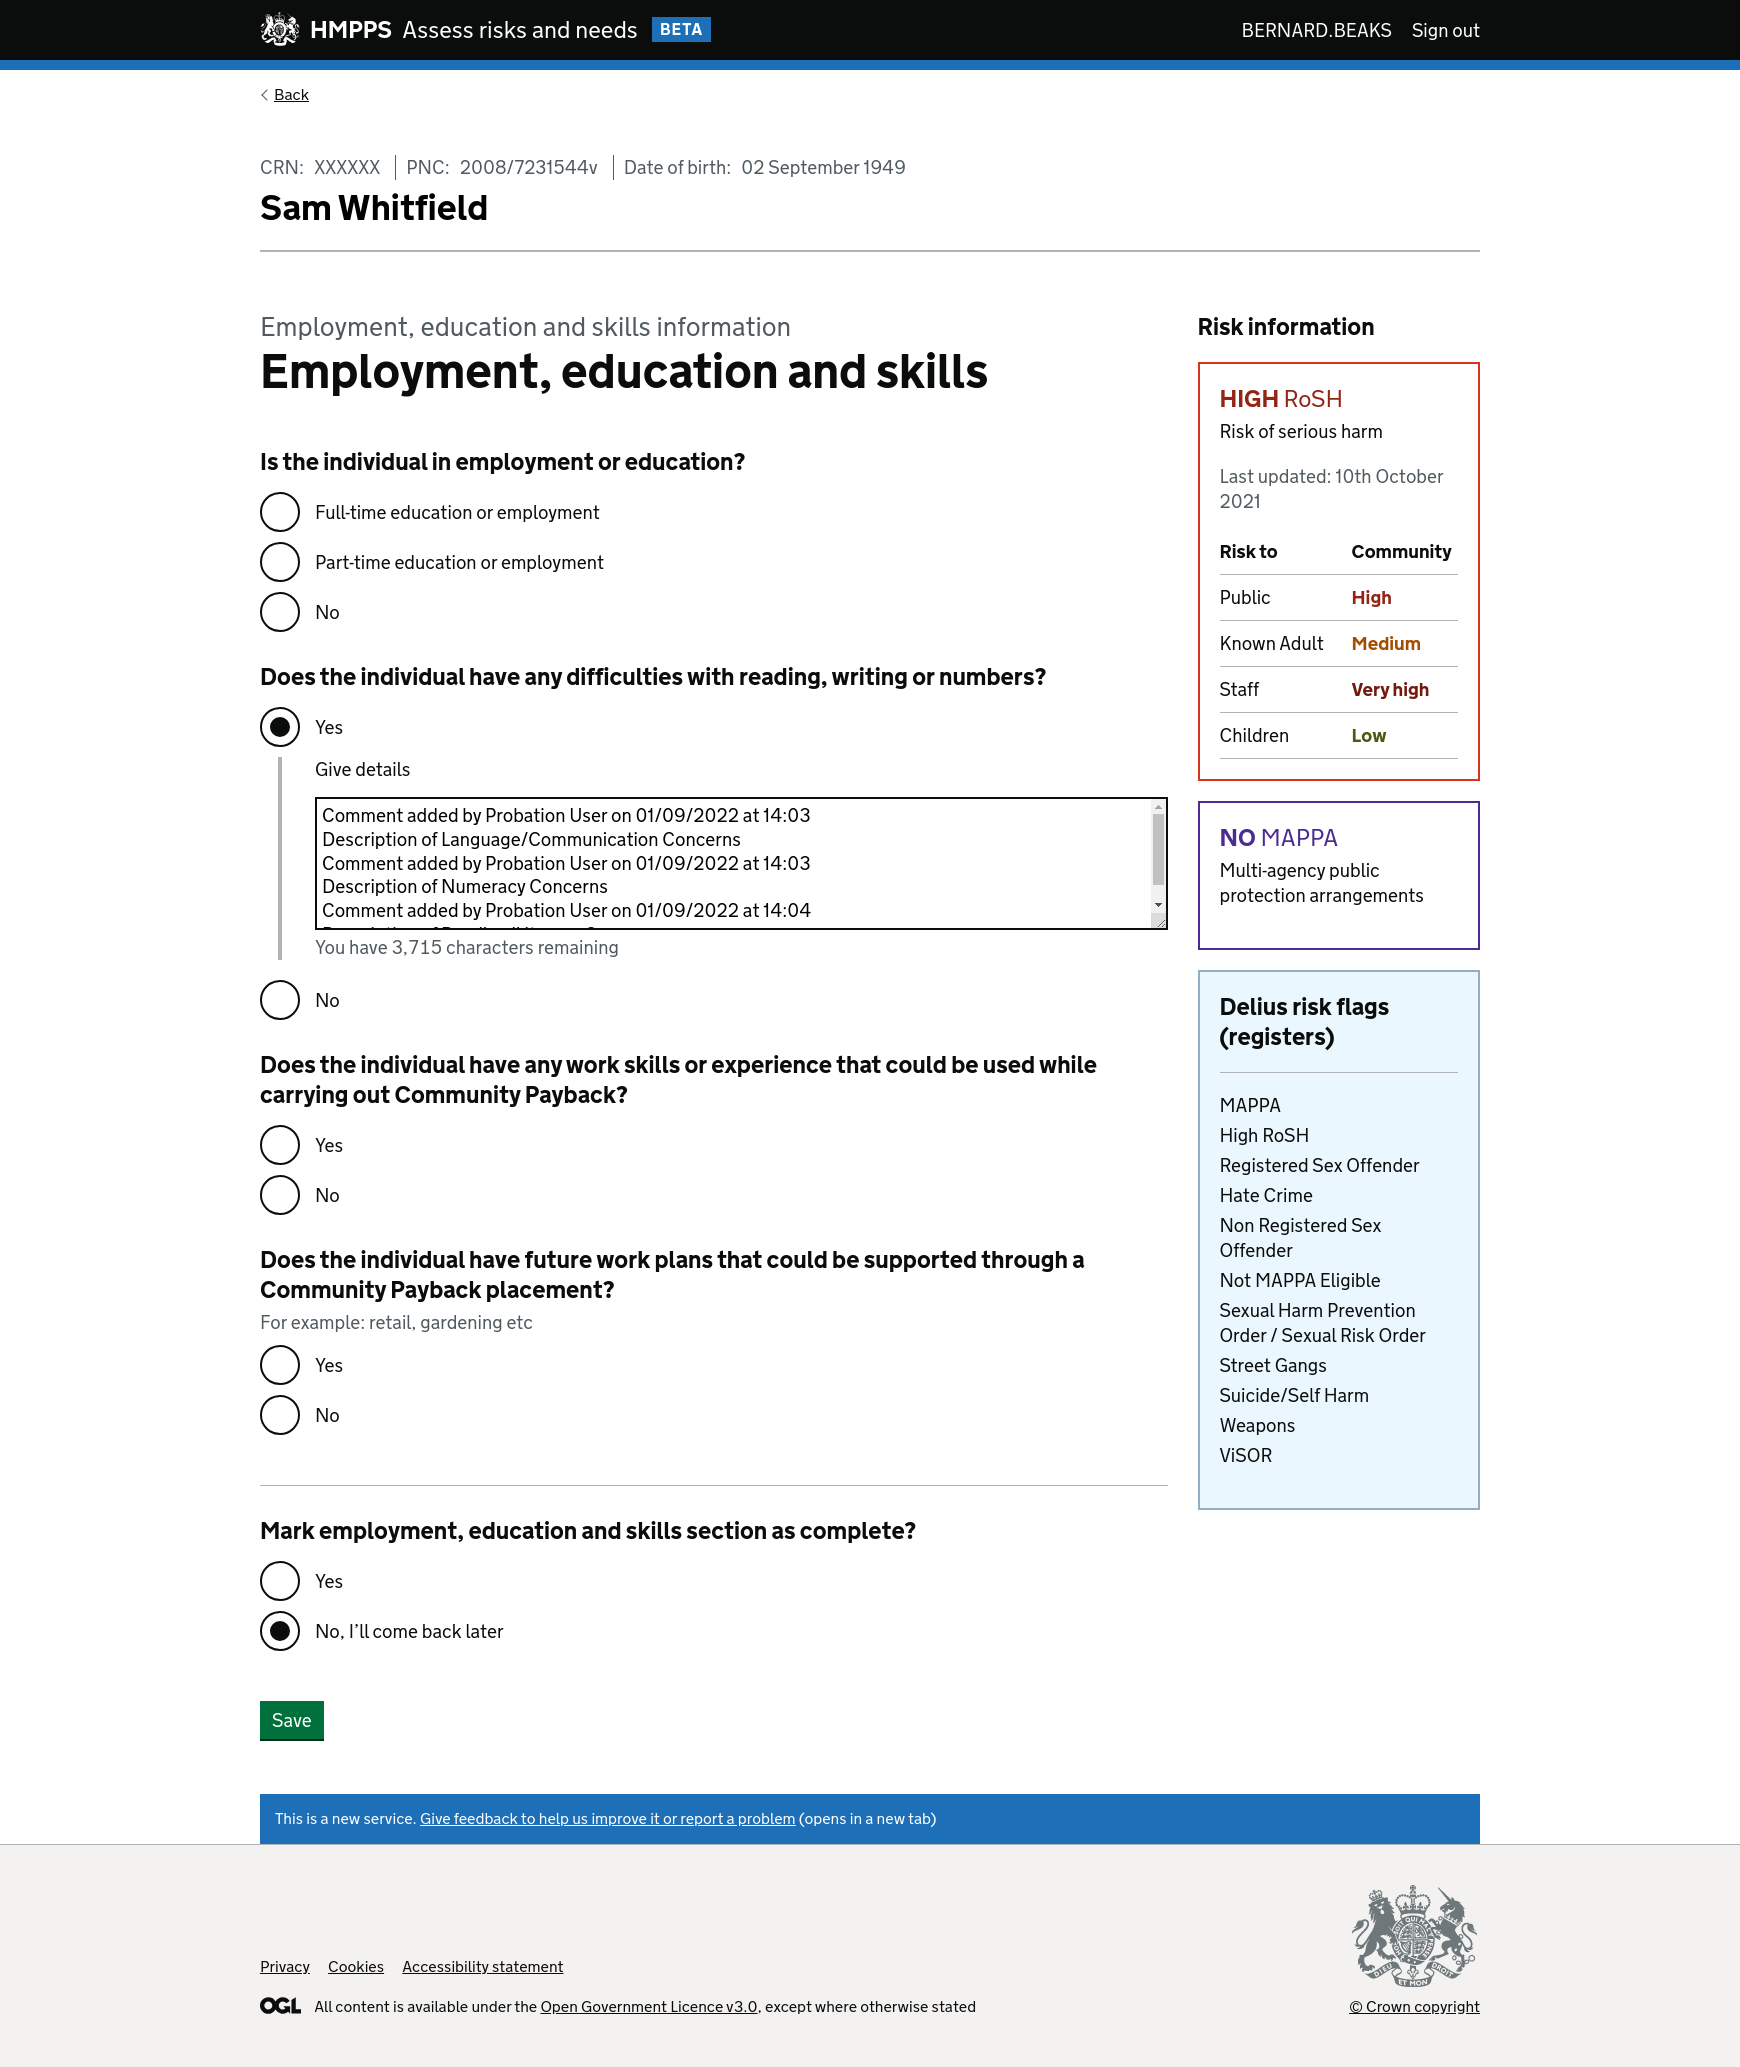 HMPPS Assess risks and needs BETA BERNARD.BEAKS Sign out
Back
CRN: XXXXXX PNC: 2008/7231544v Date of birth: 02 September 1949
Sam Whitfield
Employment, education and skills information
Employment, education and skills
Is the individual in employment or education?
Full-time education or employment
Part-time education or employment
No
Does the individual have any difficulties with reading, writing or numbers?
Yes
Give details
Comment added by Probation User on 01/09/2022 at 14:03
Description of Language/Communication Concerns
Comment added by Probation User on 01/09/2022 at 14:03
Description of Numeracy Concerns
Comment added by Probation User on 01/09/2022 at 14:04
You have 3,715 characters remaining
No
Does the individual have any work skills or experience that could be used while
carrying out Community Payback?
Yes
No
Does the individual have future work plans that could be supported through a
Community Payback placement?
For example: retail, gardening etc
Yes
No
Mark employment, education and skills section as complete?
Yes
No, I’ll come back later
Save
Risk information
HIGH RoSH
Risk of serious harm
Last updated: 10th October
2021
Risk to Community
Public High
Known Adult Medium
Staff Very high
Children Low
NO MAPPA
Multi-agency public
protection arrangements
Delius risk flags
(registers)
MAPPA
High RoSH
Registered Sex Offender
Hate Crime
Non Registered Sex
Offender
Not MAPPA Eligible
Sexual Harm Prevention
Order / Sexual Risk Order
Street Gangs
Suicide/Self Harm
Weapons
ViSOR
This is a new service. Give feedback to help us improve it or report a problem (opens in a new tab)
Privacy Cookies Accessibility statement
OGL All content is available under the Open Government Licence v3.0, except where otherwise stated
© Crown copyright